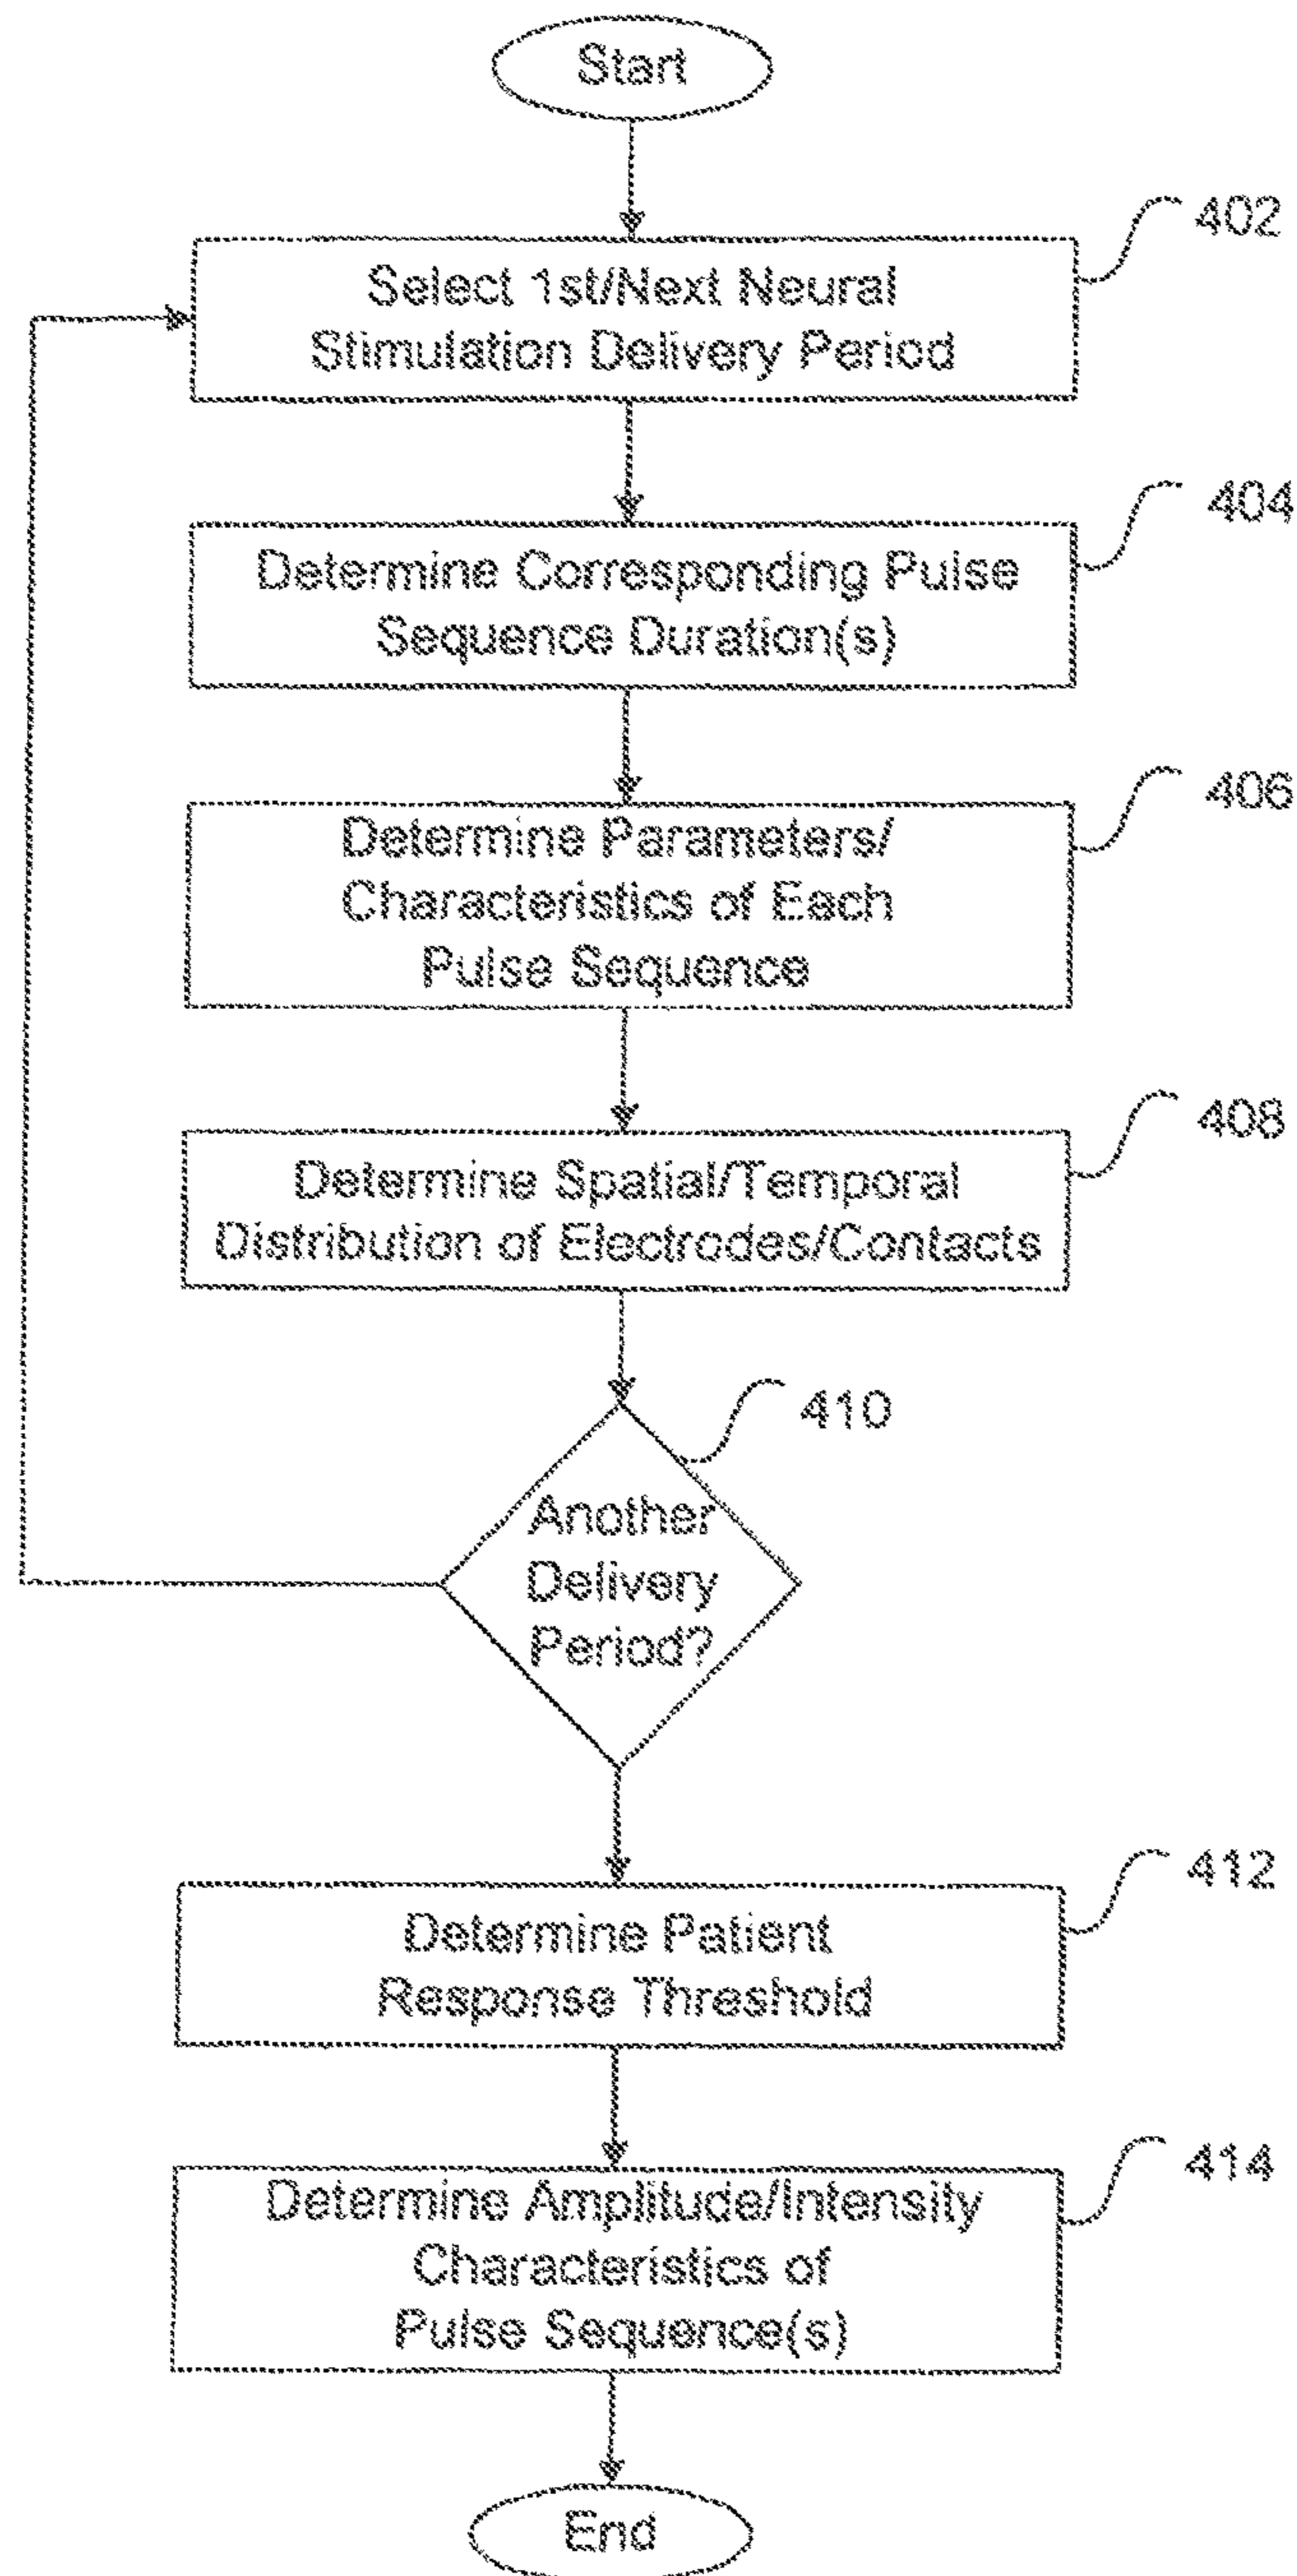 Start
402
Select 1st/Next Neural
Stimulation Delivery Period
404
Determine Corresponding Pulse
Sequence Duration(s)
406
Determine Parameters/
Characteristics of Each
Pulse Sequence
408
Determine Spatial/Temporal
Distribution of Electrodes/Contacts
410
Another
Delivery
Period?
412
Determine Patient
Response Threshold
414
Determine Amplitude/Intensity
Characteristics of
Pulse Sequence(s)
End